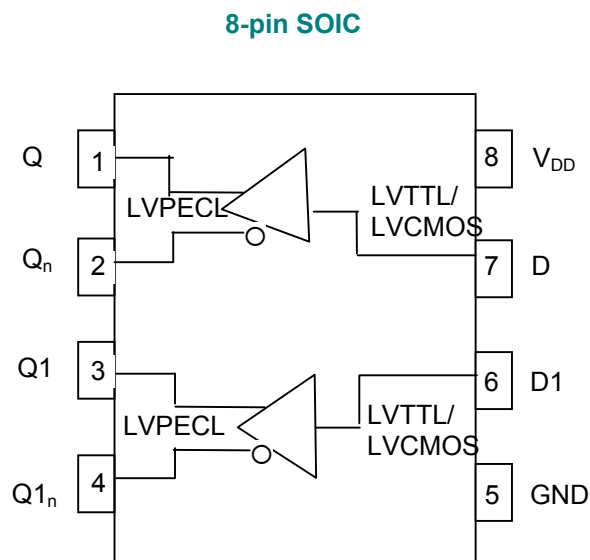 8-pin SOIC
Q 1 8 VDD
LVPECL LVTTL/
LVCMOS
Qn 2 7 D
Q1 3 6 D1
LVPECL LVTTL/
LVCMOS
Q1n 4 5 GND